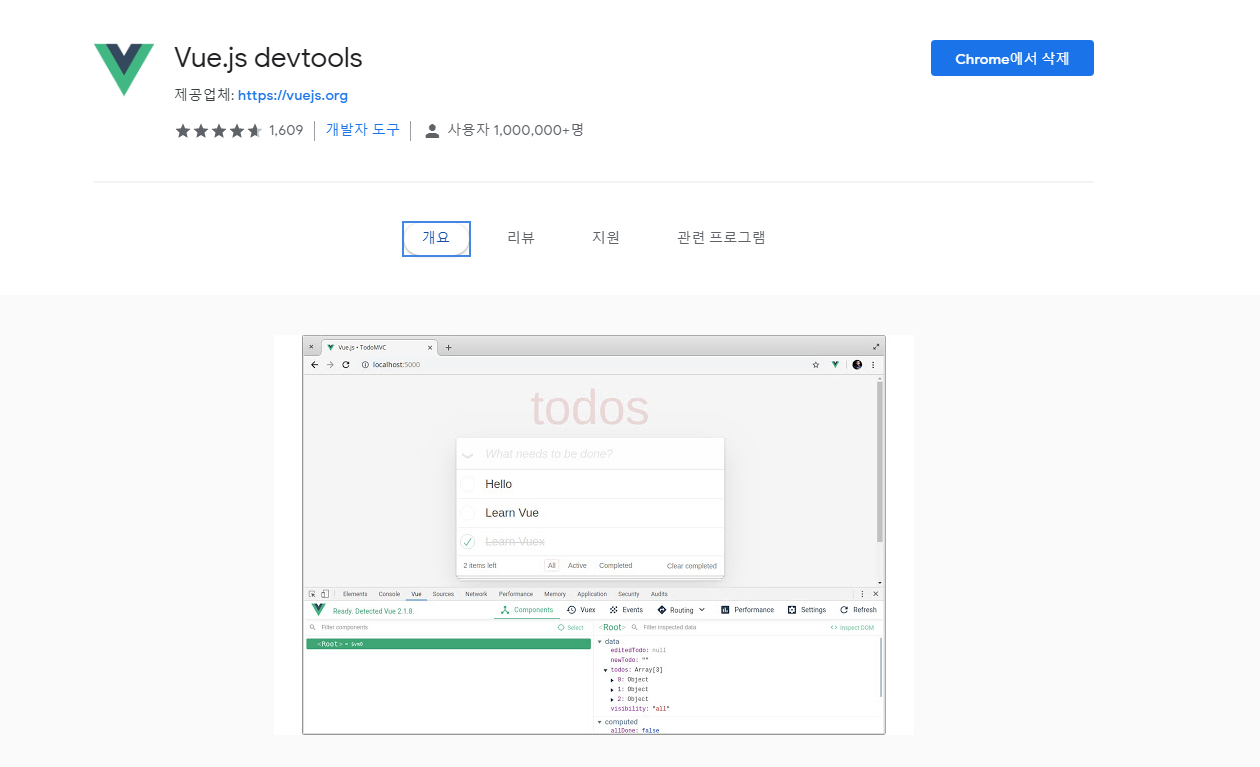 Vue.js devtools
Chrome에서 삭제
제공업체: https://vuejs.org
1,609 개발자 도구 사용자 1,000,000+명
개요 리뷰 지원 관련 프로그램
Vue.js • TodoMVC
localhost:5000
todos
What needs to be done?
Hello
Learn Vue
Learn Vuex
2 items left All Active Completed Clear completed
Elements Console Vue Sources Network Performance Memory Application Security Audits
Ready. Detected Vue 2.1.8. Components Vuex Events Routing Performance Settings Refresh
Filter components Select <Root> Filter inspected data <> Inspect DOM
<Root> = $vm0
data
editedTodo: null
newTodo: ""
todos: Array[3]
0: Object
1: Object
2: Object
visibility: "all"
computed
allDone: false